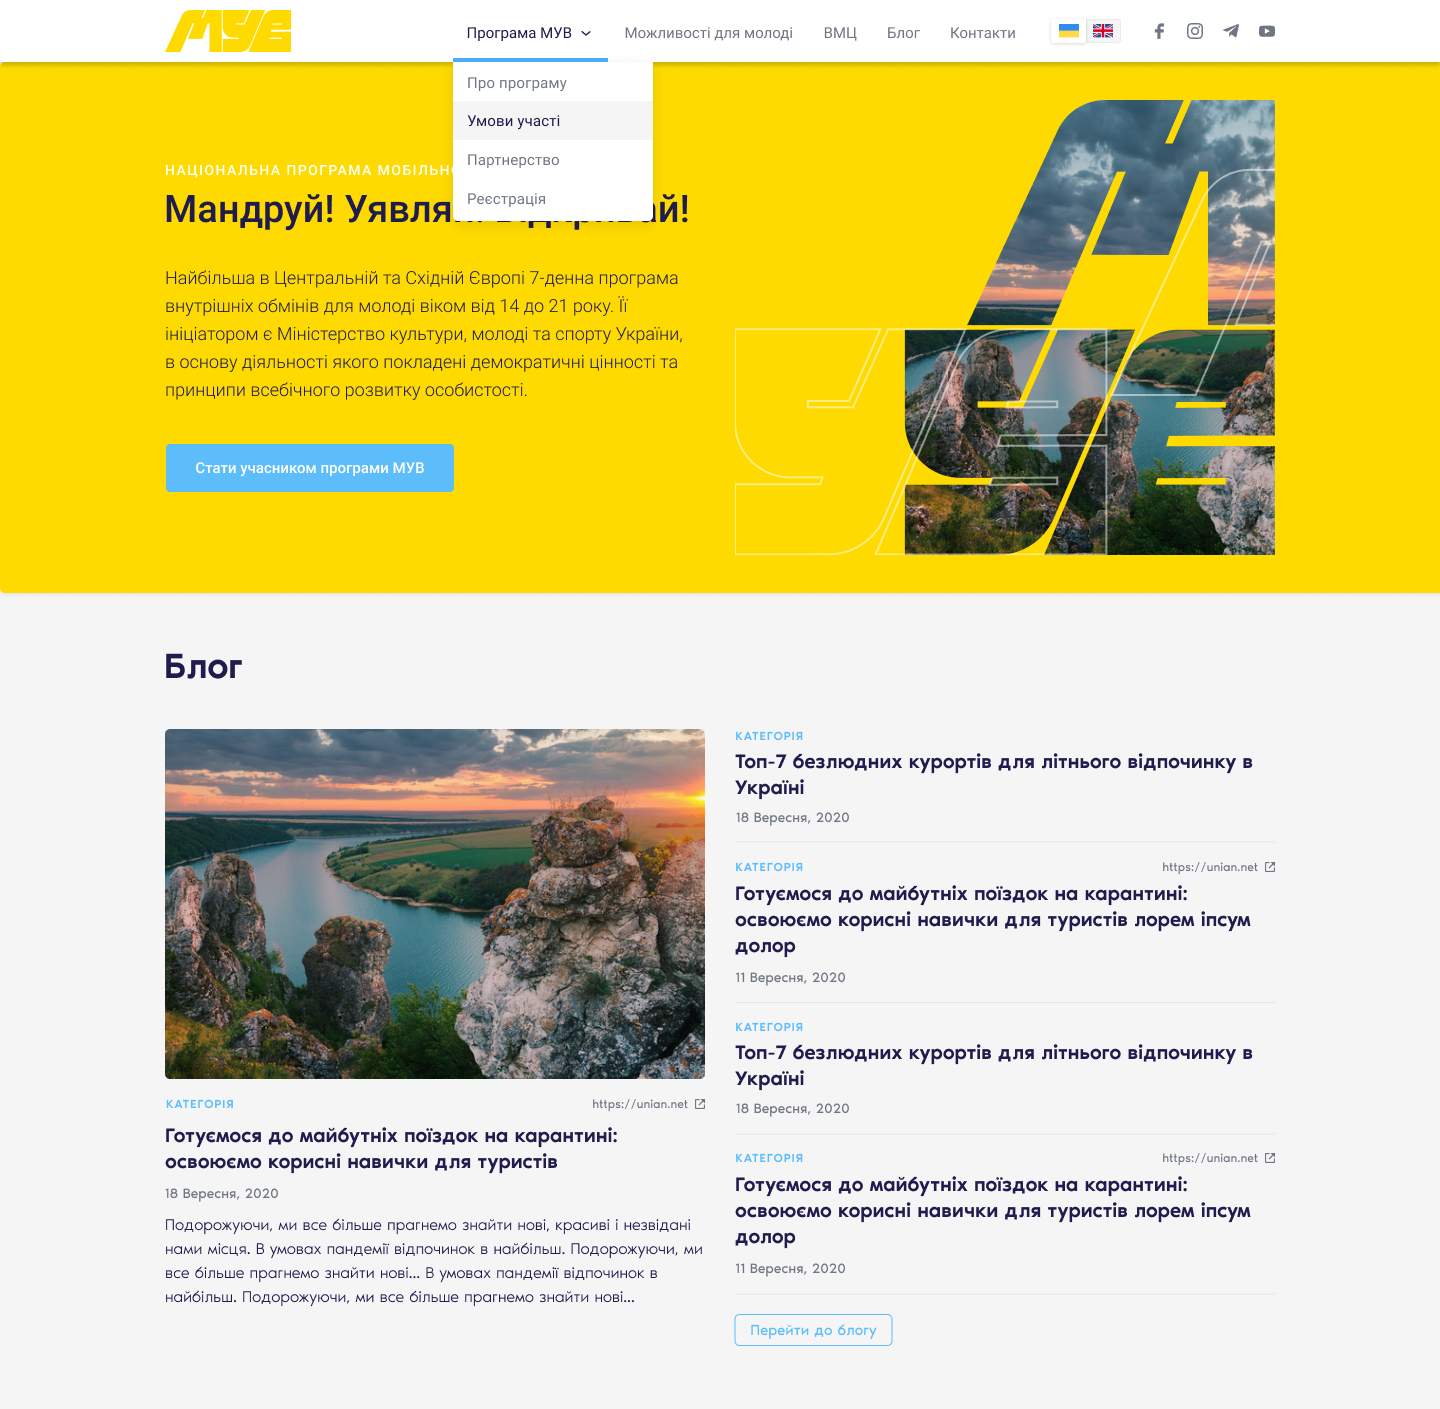 МУВ
Програма МУВ
Можливості для молоді
ВМЦ
Блог
Контакти
Про програму
Умови участі
Партнерство
Реєстрація
НАЦІОНАЛЬНА ПРОГРАМА
Мандруй!
Найбільша в Центральній та Східній Європі 7-денна програма
внутрішніх обмінів для молоді віком від 14 до 21 року. Її
ініціатором є Міністерство культури, молоді та спорту України,
в основу діяльності якого покладені демократичні цінності та
принципи всебічного розвитку особистості.
Стати учасником програми МУВ
Блог
КАТЕГОРІЯ
https://unian.net
Готуємося до майбутніх поїздок на карантині:
освоюємо корисні навички для туристів
18 Вересня, 2020
Подорожуючи, ми все більше прагнемо знайти нові, красиві і незвідані
нами місця. В умовах пандемії відпочинок в найбільш. Подорожуючи, ми
все більше прагнемо знайти нові... В умовах пандемії відпочинок в
найбільш. Подорожуючи, ми все більше прагнемо знайти нові...
КАТЕГОРІЯ
Топ-7 безлюдних курортів для літнього відпочинку в
Україні
18 Вересня, 2020
КАТЕГОРІЯ
https://unian.net
Готуємося до майбутніх поїздок на карантині:
освоюємо корисні навички для туристів лорем іпсум
долор
11 Вересня, 2020
КАТЕГОРІЯ
Топ-7 безлюдних курортів для літнього відпочинку в
Україні
18 Вересня, 2020
КАТЕГОРІЯ
https://unian.net
Готуємося до майбутніх поїздок на карантині:
освоюємо корисні навички для туристів лорем іпсум
долор
11 Вересня, 2020
Перейти до блогу